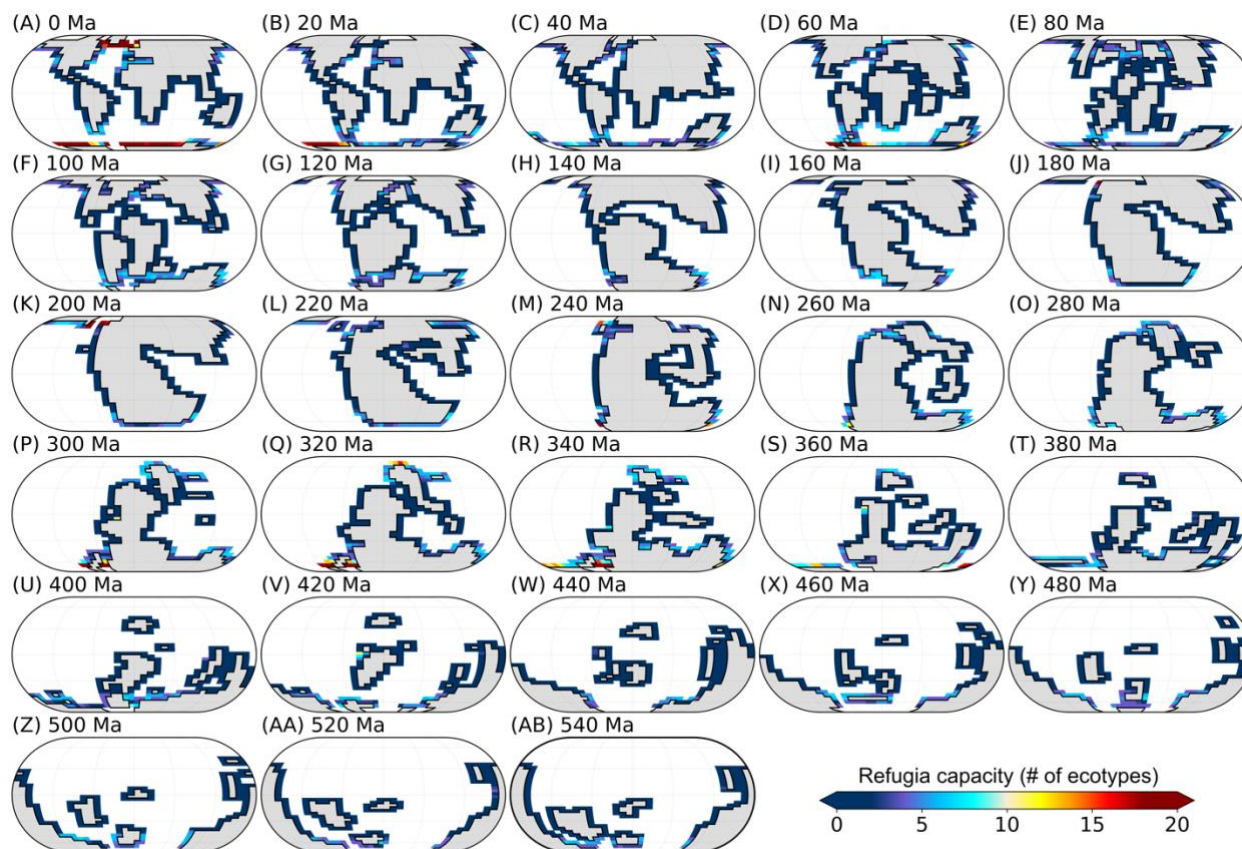 (A) 0 Ma (B) 20 Ma (C) 40 Ma (D) 60 Ma (E) 80 Ma
(F) 100 Ma (G) 120 Ma (H) 140 Ma (I) 160 Ma (J) 180 Ma
(K) 200 Ma (L) 220 Ma (M) 240 Ma (N) 260 Ma (O) 280 Ma
(P) 300 Ma (Q) 320 Ma (R) 340 Ma (S) 360 Ma (T) 380 Ma
(U) 400 Ma (V) 420 Ma (W) 440 Ma (X) 460 Ma (Y) 480 Ma
(Z) 500 Ma (AA) 520 Ma (AB) 540 Ma
Refugia capacity (# of ecotypes)
0 5 10 15 20